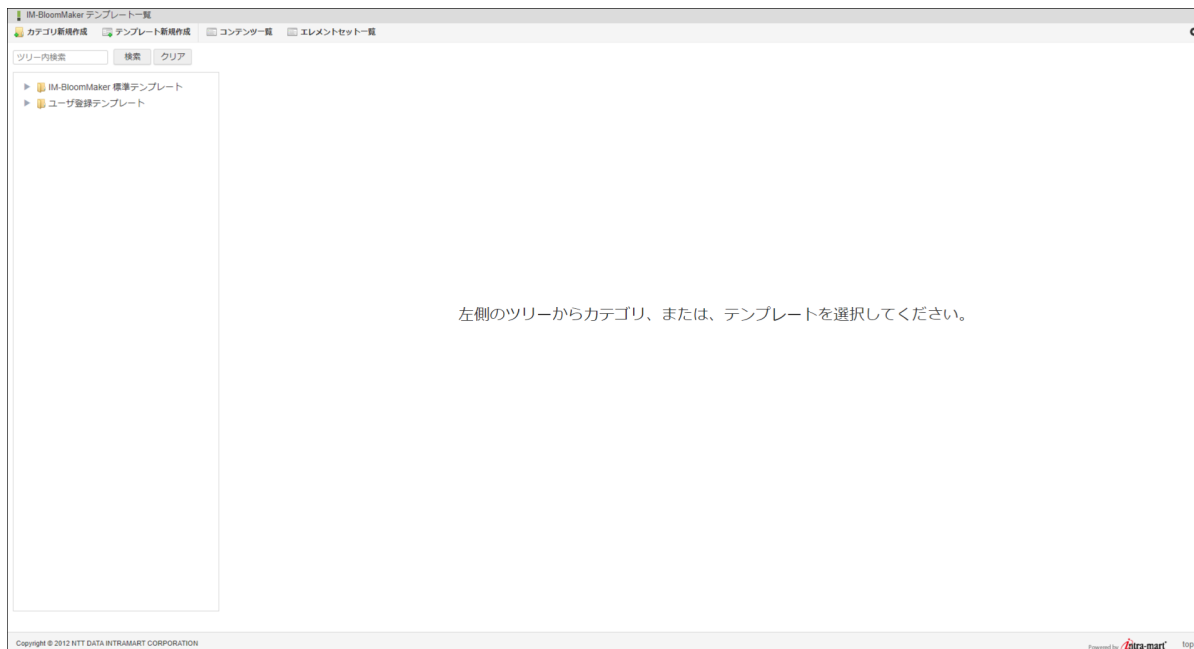 IM-BloomMaker テンプレート一覧
カテゴリ新規作成 テンプレート新規作成 コンテンツ一覧 エレメントセット一覧
ツリー内検索 検索 クリア
IM-BloomMaker 標準テンプレート
ユーザ登録テンプレート
左側のツリーからカテゴリ、または、テンプレートを選択してください。
Copyright © 2012 NTT DATA INTRAMART CORPORATION Powered by intra-mart top